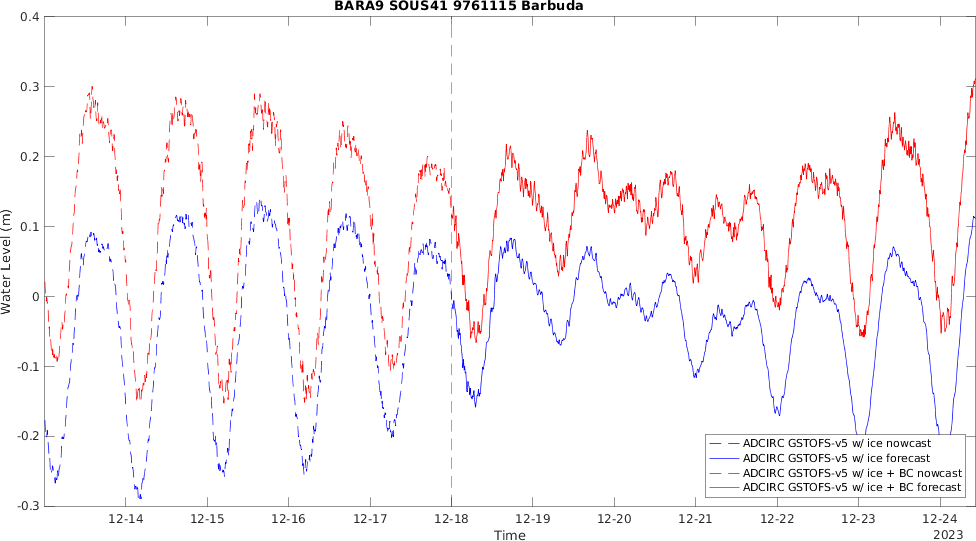 BARA9 SOUS41 9761115 Barbuda
0.4
0.3
0.2
0.1
0
-0.1
-0.2
-0.3
Water Level (m)
12-14
12-15
12-16
12-17
12-18
12-19
12-20
12-21
12-22
12-23
12-24
Time
2023
ADCIRC GSTOFS-v5 w/ ice nowcast
ADCIRC GSTOFS-v5 w/ ice forecast
ADCIRC GSTOFS-v5 w/ ice + BC nowcast
ADCIRC GSTOFS-v5 w/ ice + BC forecast